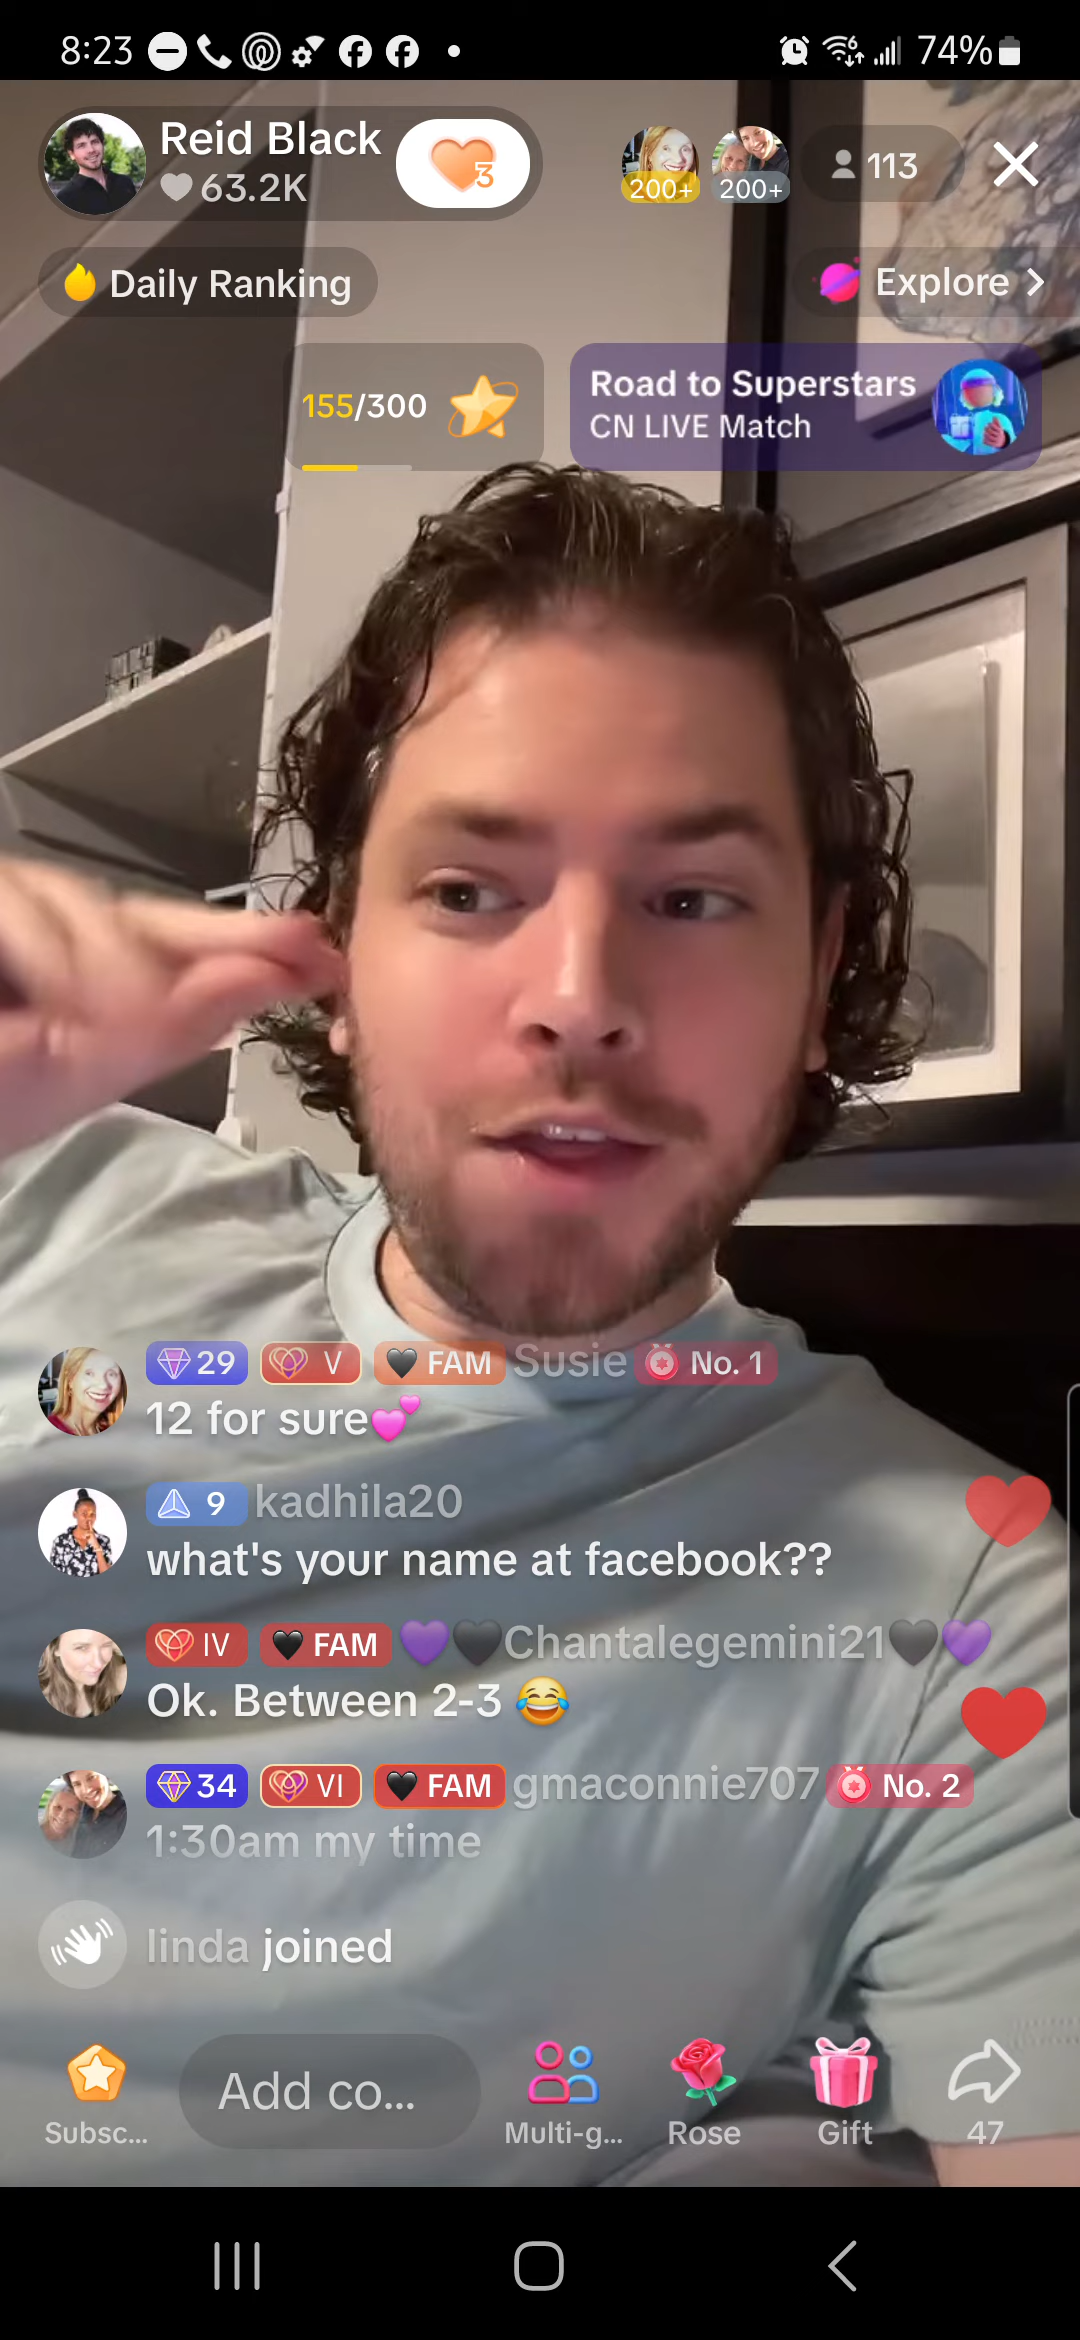 8:23 74%
Reid Black
63.2K
3
200+ 200+ 113
Daily Ranking
Explore
155/300
Road to Superstars
CN LIVE Match
29 V FAM Susie No. 1
12 for sure💕
9 kadhila20
what's your name at facebook??
IV 🖤 FAM 💜🖤Chantalegemini21🖤💜
Ok. Between 2-3 😂
34 VI 🖤 FAM gmaconnie707 No. 2
1:30am my time
linda joined
Add co...
Subsc... Multi-g... Rose Gift 47